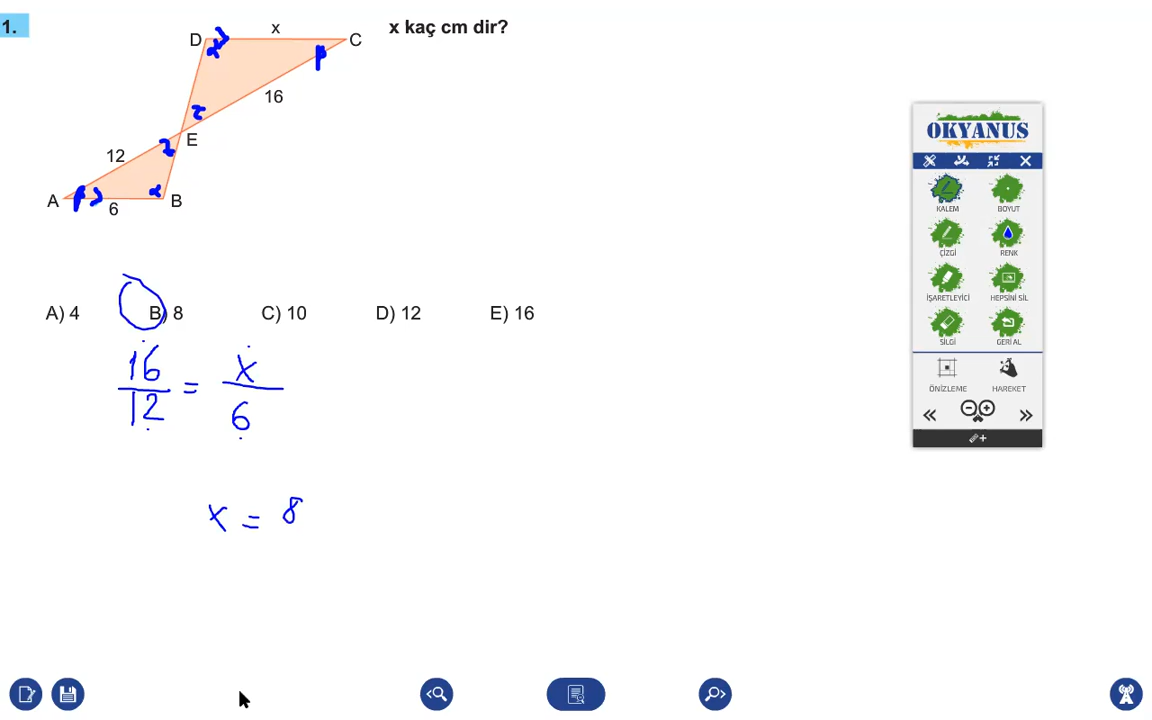 1.
x kaç cm dir?
D
x
C
α
β
16
z
E
12
z
A
β
α
B
6
A) 4
B) 8
C) 10
D) 12
E) 16
16
12
=
x
6
x = 8
OKYANUS
KALEM
BOYUT
ÇİZGİ
RENK
İŞARETLEYİCİ
HEPSİNİ SİL
SİLGİ
GERİ AL
ÖNİZLEME
HAREKET